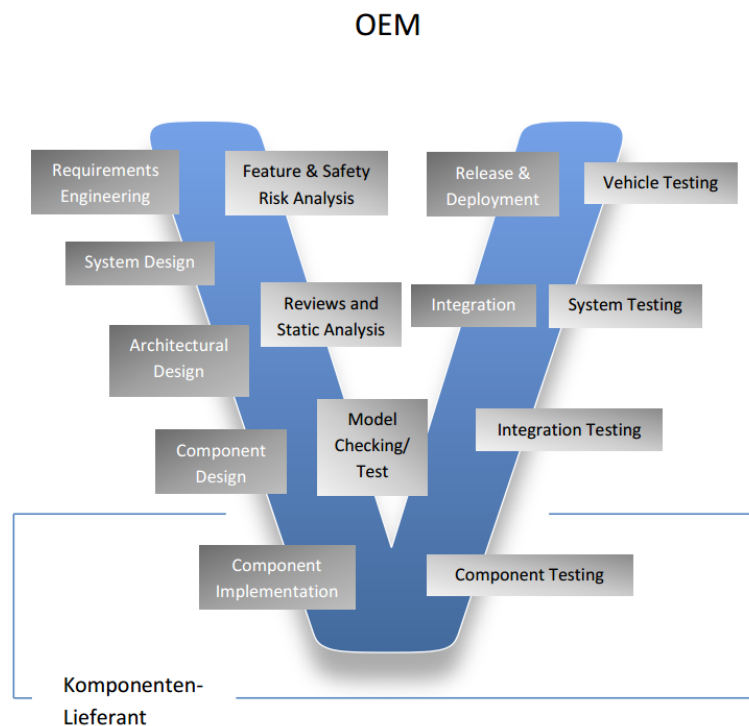 OEM
Requirements
Engineering
Feature & Safety
Risk Analysis
Release &
Deployment
Vehicle Testing
System Design
Reviews and
Static Analysis
Integration
System Testing
Architectural
Design
Model
Checking/
Test
Integration Testing
Component
Design
Component
Implementation
Component Testing
Komponenten-
Lieferant